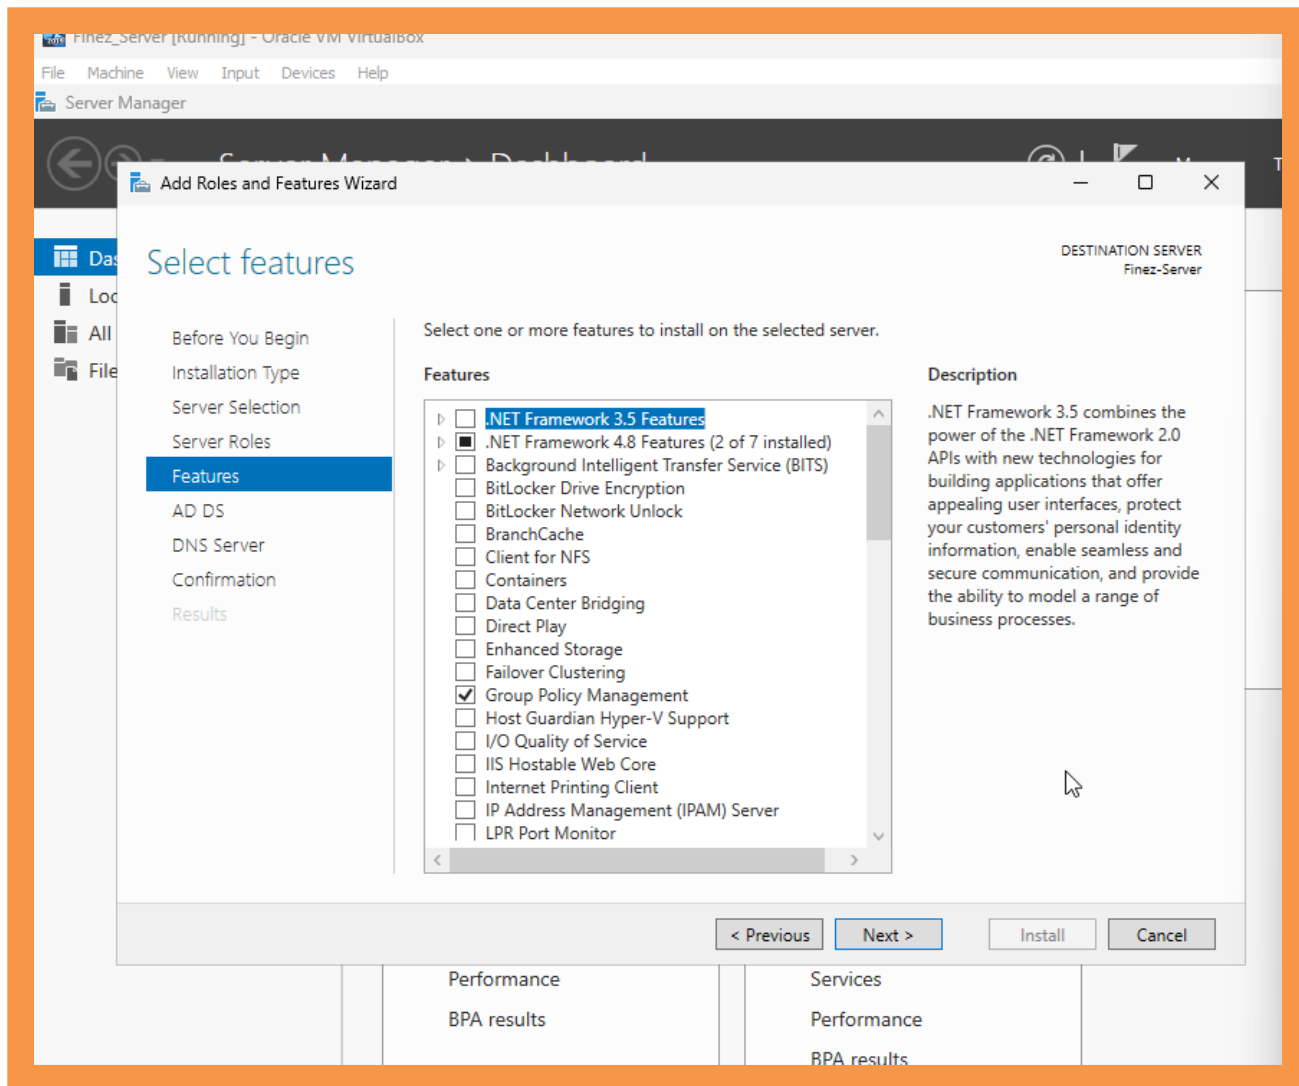 Finez_Server [Running] - Oracle VM VirtualBox
File Machine View Input Devices Help
Server Manager
Server Manager Dashboard
Add Roles and Features Wizard
Select features
DESTINATION SERVER
Finez-Server
All
File
Before You Begin
Installation Type
Server Selection
Server Roles
Features
AD DS
DNS Server
Confirmation
Results
Select one or more features to install on the selected server.
Features
.NET Framework 3.5 Features
.NET Framework 4.8 Features (2 of 7 installed)
Background Intelligent Transfer Service (BITS)
BitLocker Drive Encryption
BitLocker Network Unlock
BranchCache
Client for NFS
Containers
Data Center Bridging
Direct Play
Enhanced Storage
Failover Clustering
Group Policy Management
Host Guardian Hyper-V Support
I/O Quality of Service
IIS Hostable Web Core
Internet Printing Client
IP Address Management (IPAM) Server
LPR Port Monitor
Description
.NET Framework 3.5 combines the
power of the .NET Framework 2.0
APIs with new technologies for
building applications that offer
appealing user interfaces, protect
your customers' personal identity
information, enable seamless and
secure communication, and provide
the ability to model a range of
business processes.
< Previous
Next >
Install
Cancel
Performance
BPA results
Services
Performance
BPA results